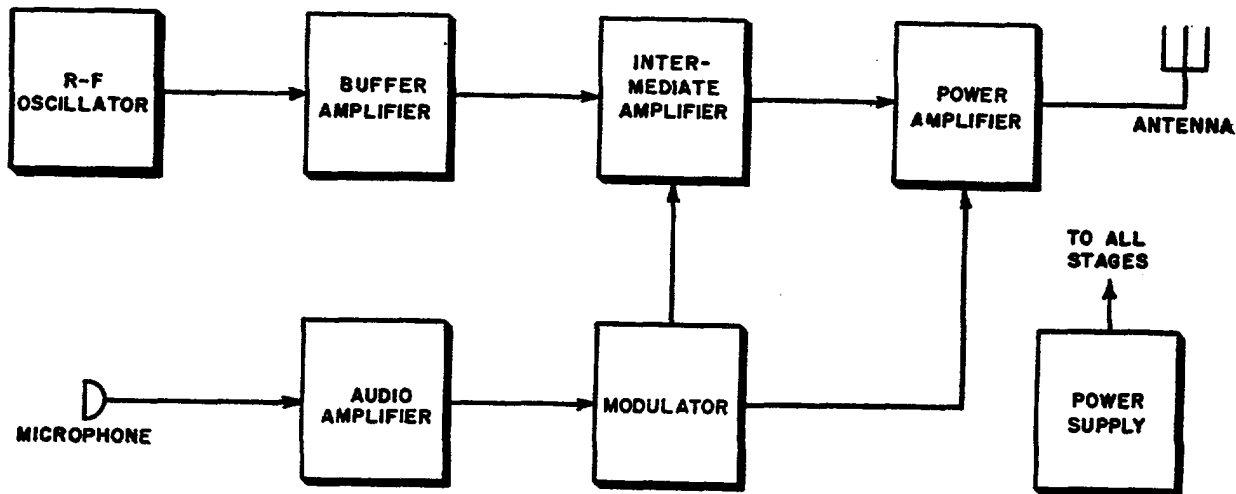 R-F
OSCILLATOR
BUFFER
AMPLIFIER
INTER-
MEDIATE
AMPLIFIER
POWER
AMPLIFIER
ANTENNA
TO ALL
STAGES
MICROPHONE
AUDIO
AMPLIFIER
MODULATOR
POWER
SUPPLY